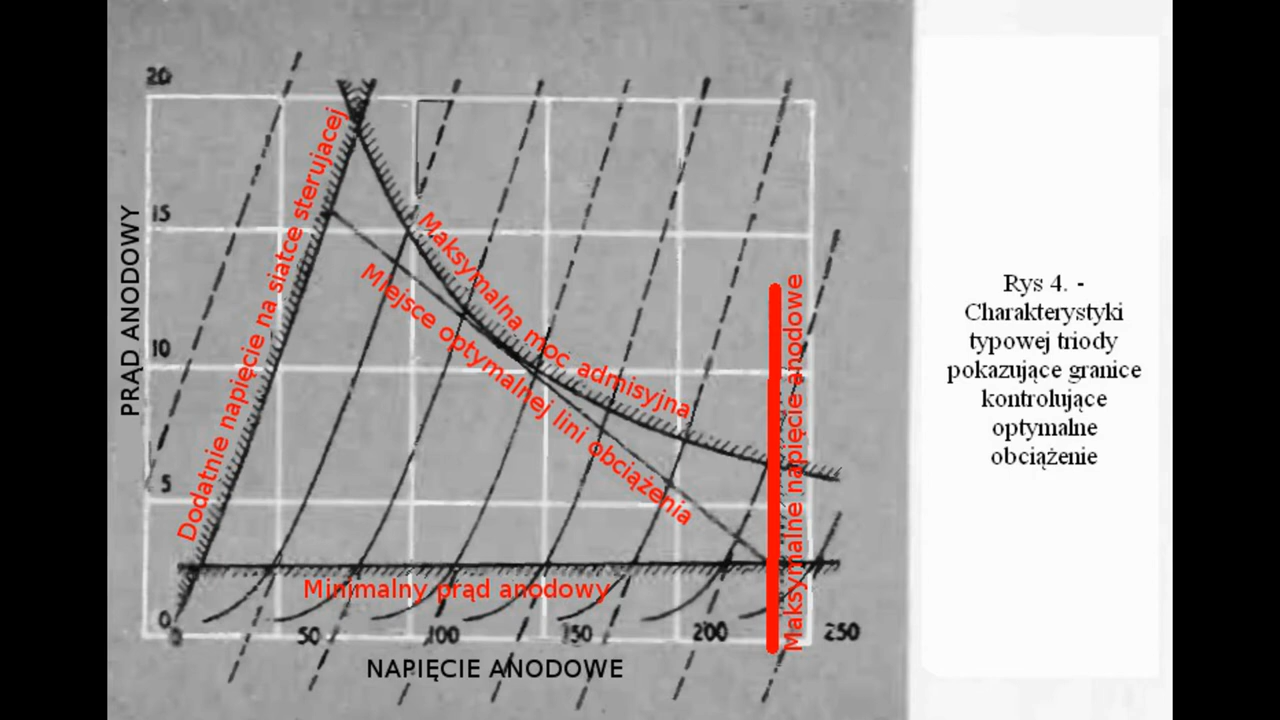 20
15
10
5
0
0
50
100
150
200
250
PRĄD ANODOWY
NAPIĘCIE ANODOWE
Dodatnie napięcie na siatce sterujacej
Maksymalna moc admisyjna
Miejsce optymalnej lini obciążenia
Maksymalne napięcie anodowe
Minimalny prąd anodowy
Rys 4. -
Charakterystyki
typowej triody
pokazujące granice
kontrolujące
optymalne
obciążenie